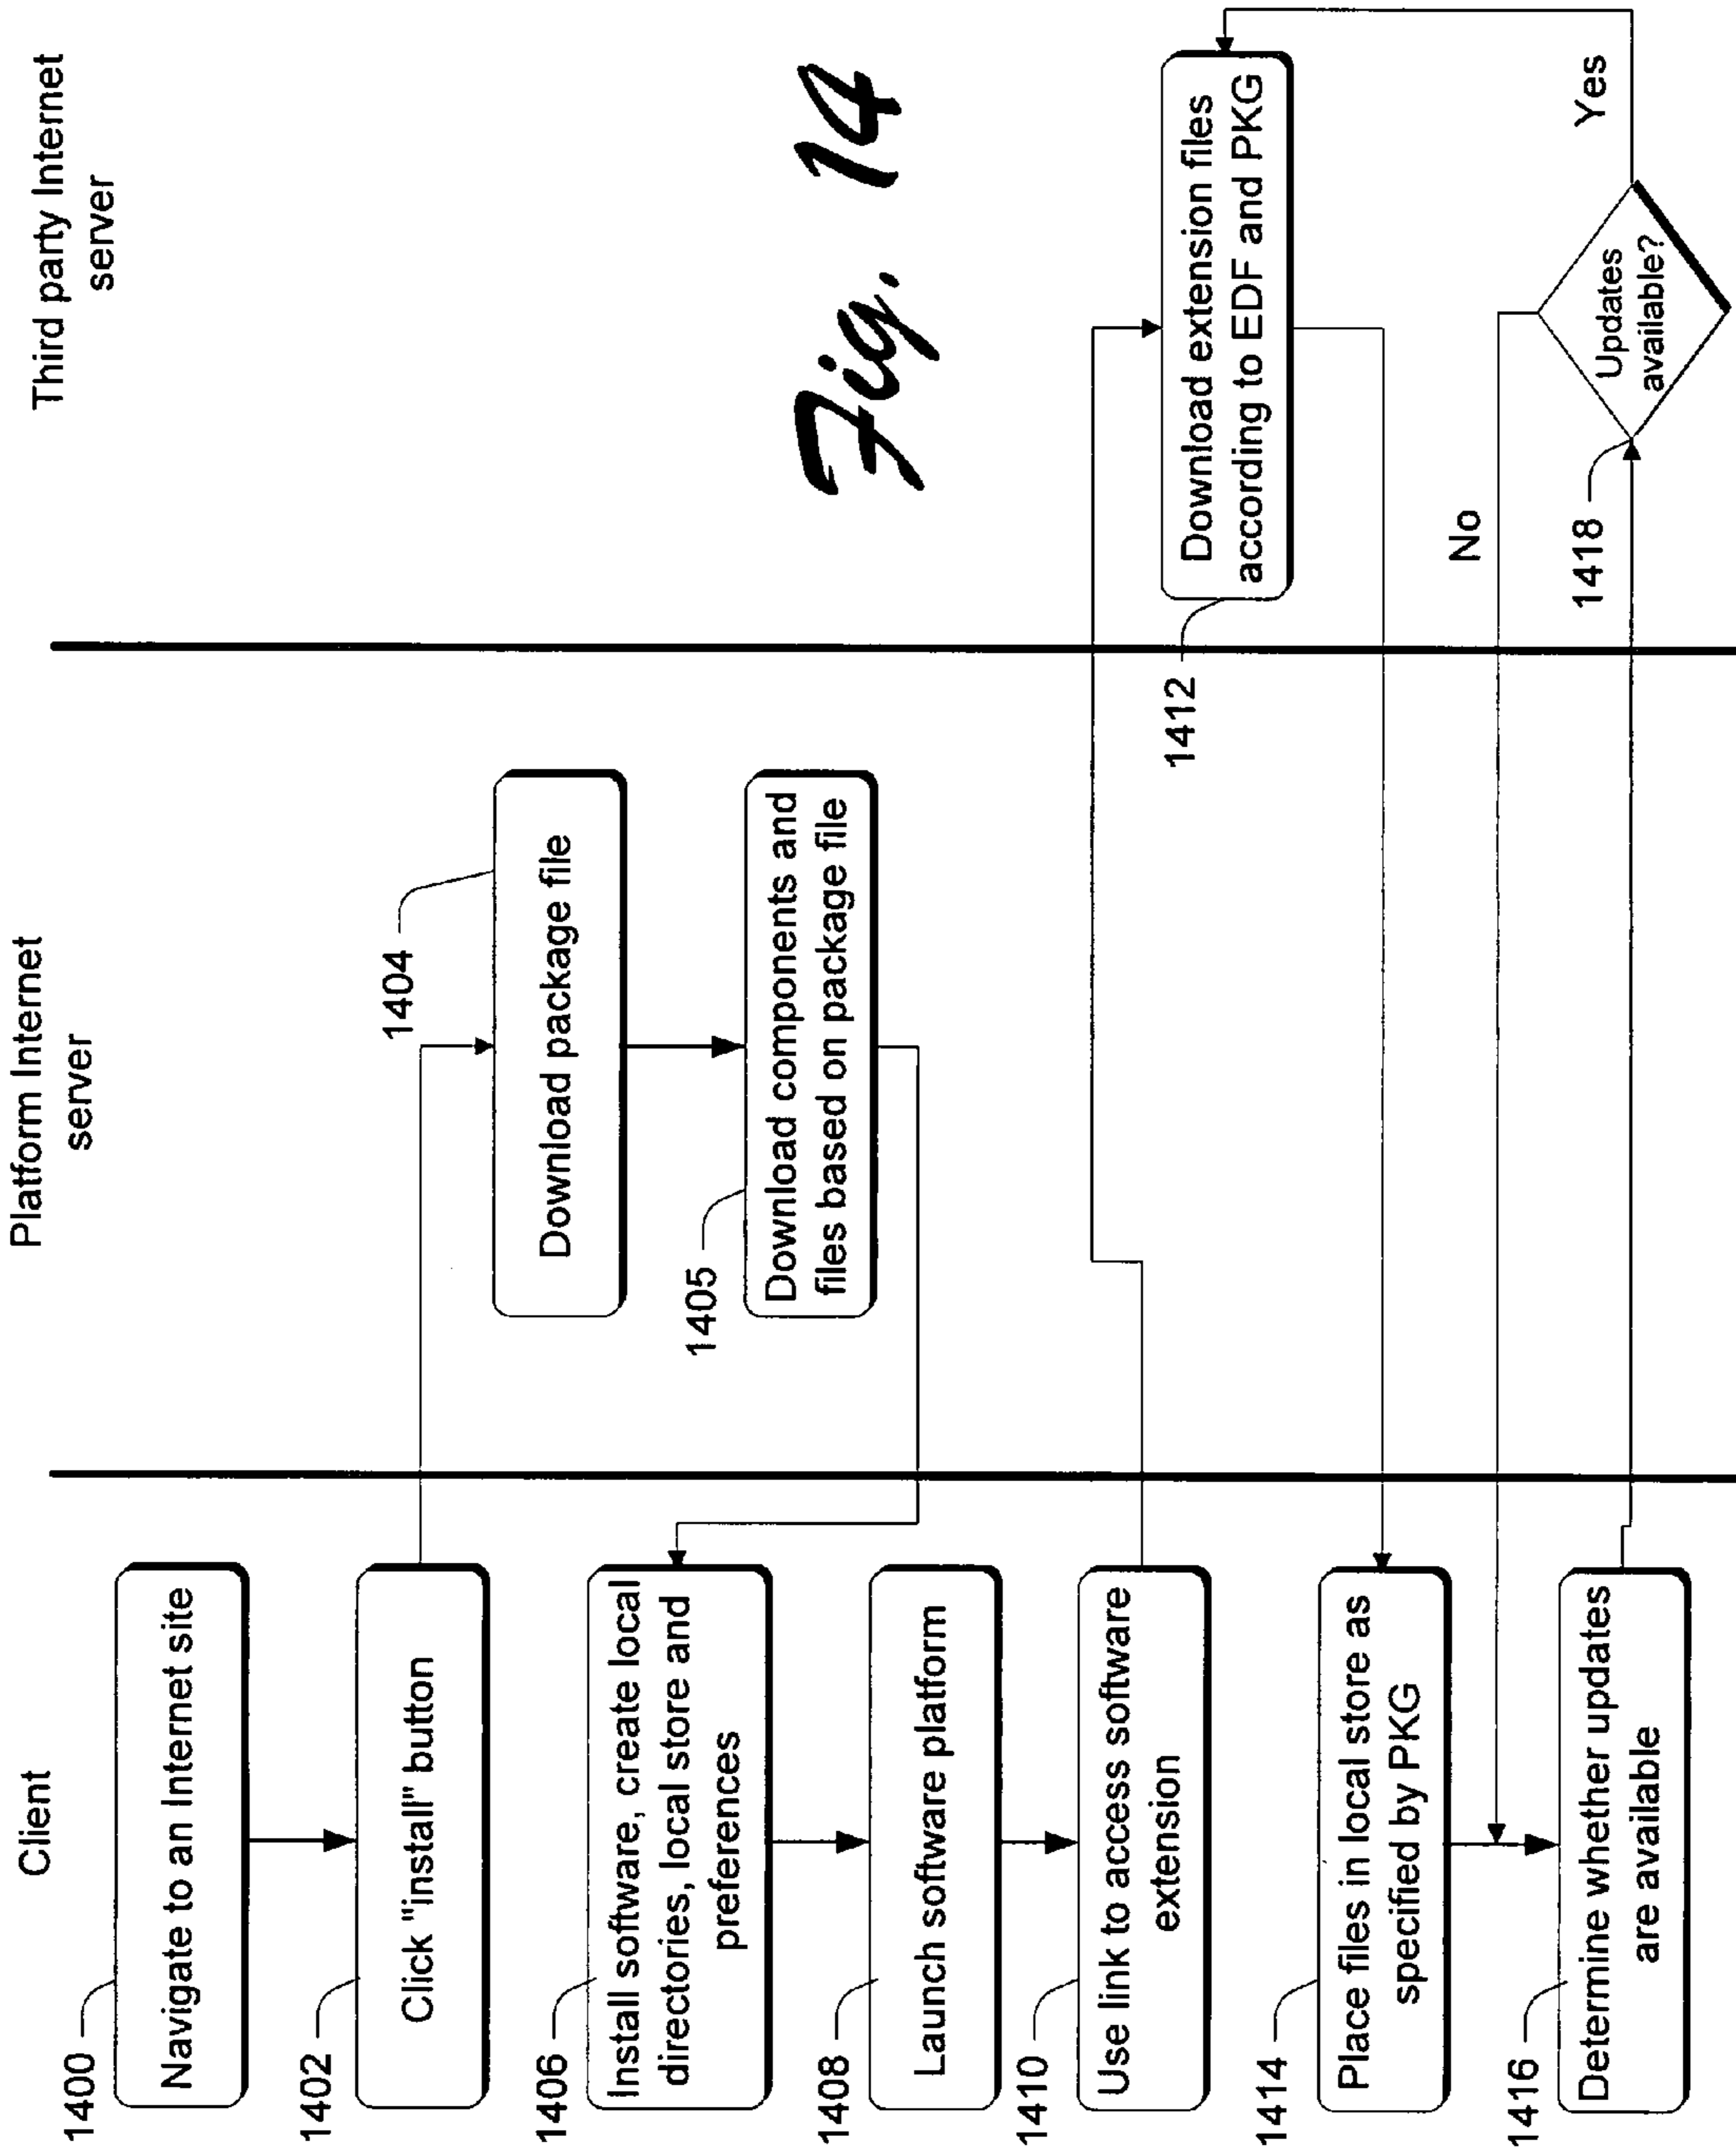 Client
Platform Internet
server
Third party Internet
server
1400
Navigate to an Internet site
1402
Click "install" button
1404
Download package file
1405
Download components and
files based on package file
1406
Install software, create local
directories, local store and
preferences
1408
Launch software platform
1410
Use link to access software
extension
1412
Download extension files
according to EDF and PKG
1414
Place files in local store as
specified by PKG
No
1416
Determine whether updates
are available
1418
Updates
available?
Yes
Fig. 14